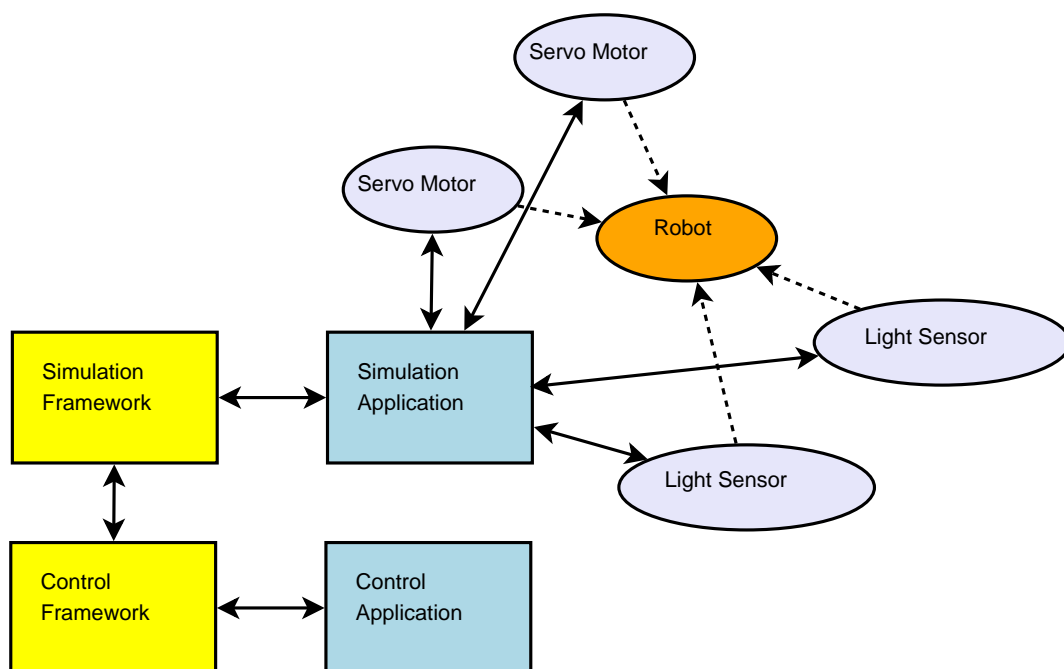 Servo Motor
Servo Motor
Robot
Light Sensor
Simulation
Framework
Simulation
Application
Light Sensor
Control
Framework
Control
Application